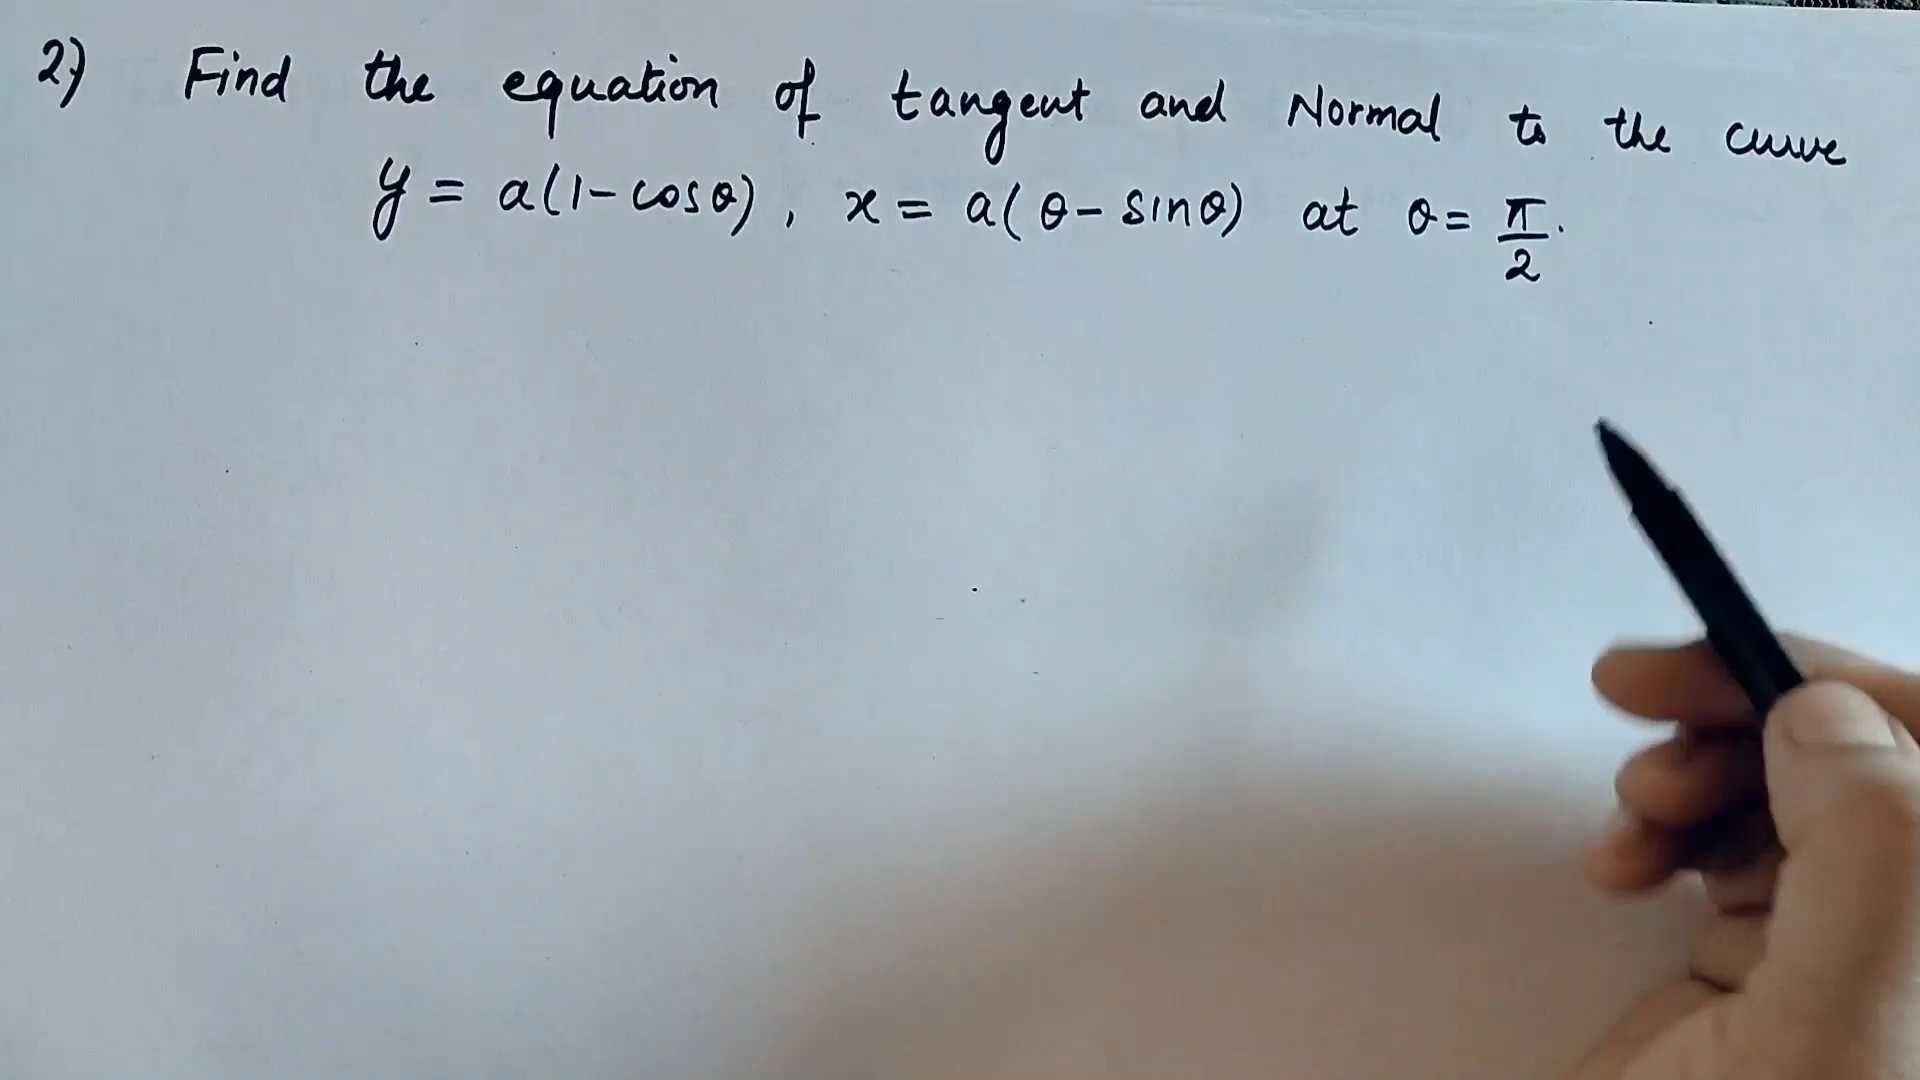 2) Find the equation of tangent and Normal to the curve
y = a(1-cosθ), x = a(θ-sinθ) at θ = π/2.